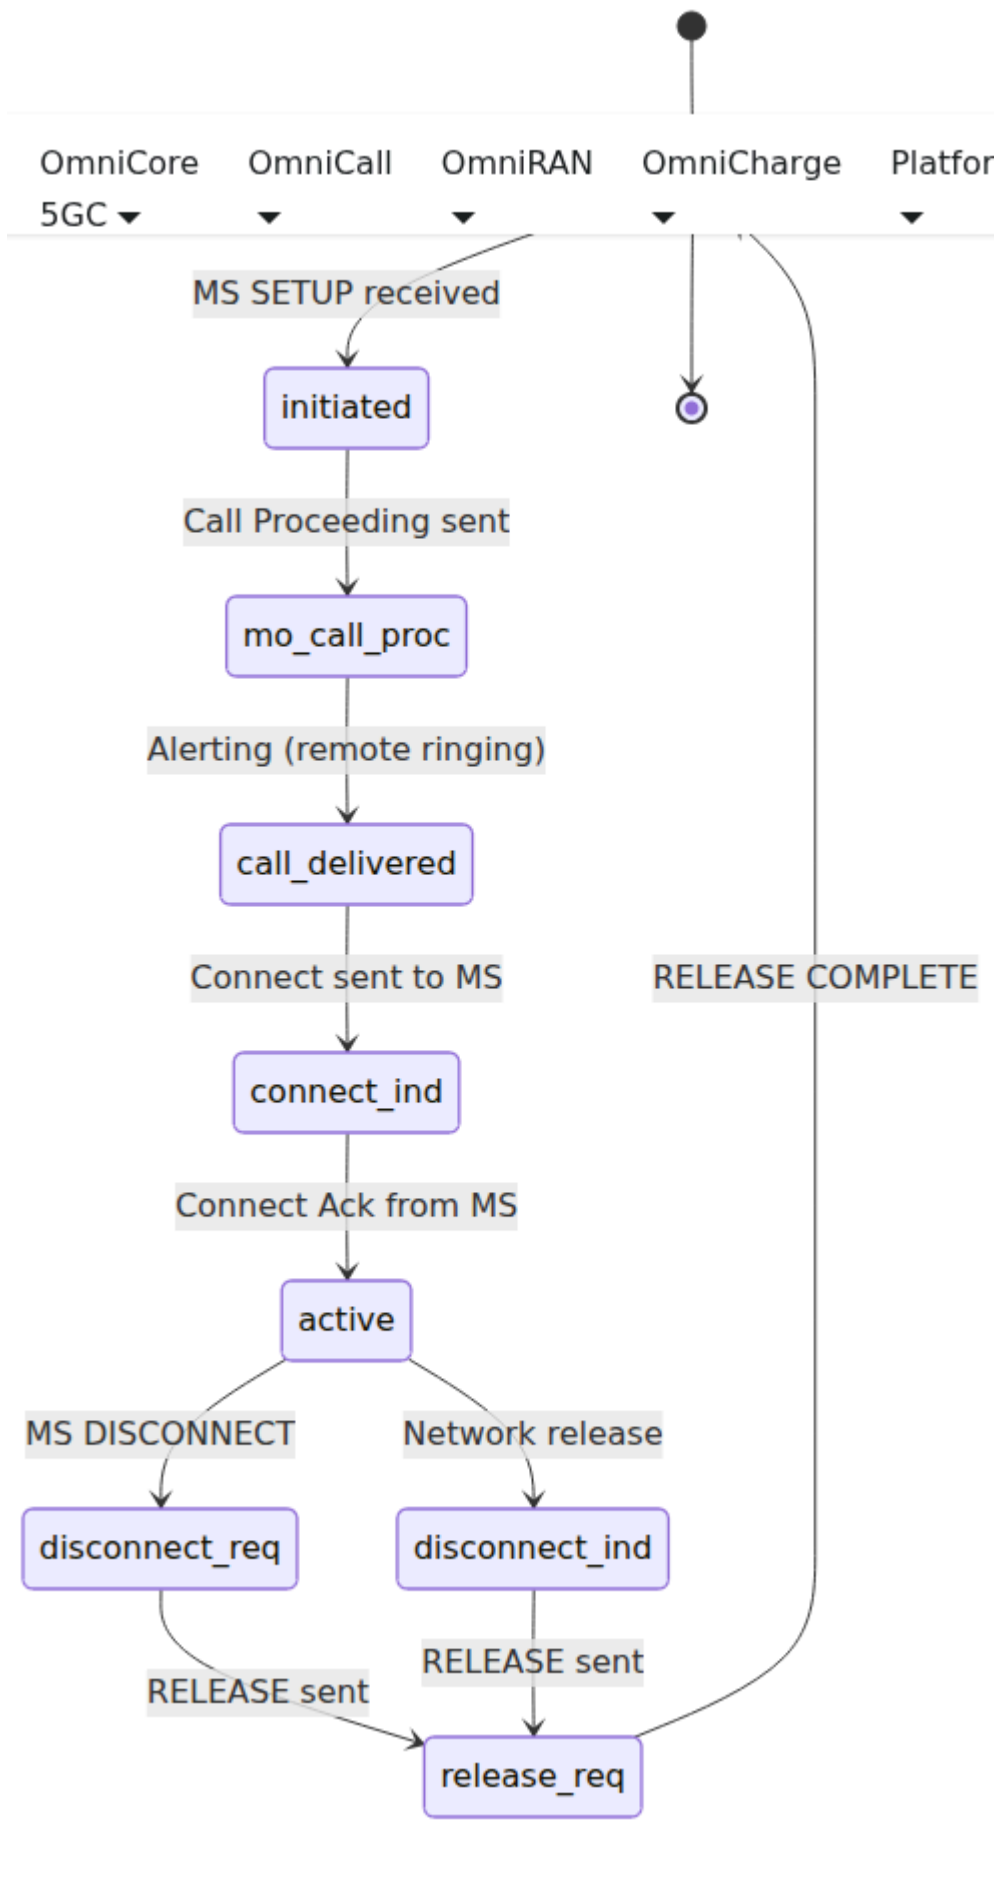 OmniCore OmniCall OmniRAN OmniCharge Platfor
5GC
MS SETUP received
initiated
Call Proceeding sent
mo_call_proc
Alerting (remote ringing)
call_delivered
Connect sent to MS
RELEASE COMPLETE
connect_ind
Connect Ack from MS
active
MS DISCONNECT
Network release
disconnect_req
disconnect_ind
RELEASE sent
RELEASE sent
release_req